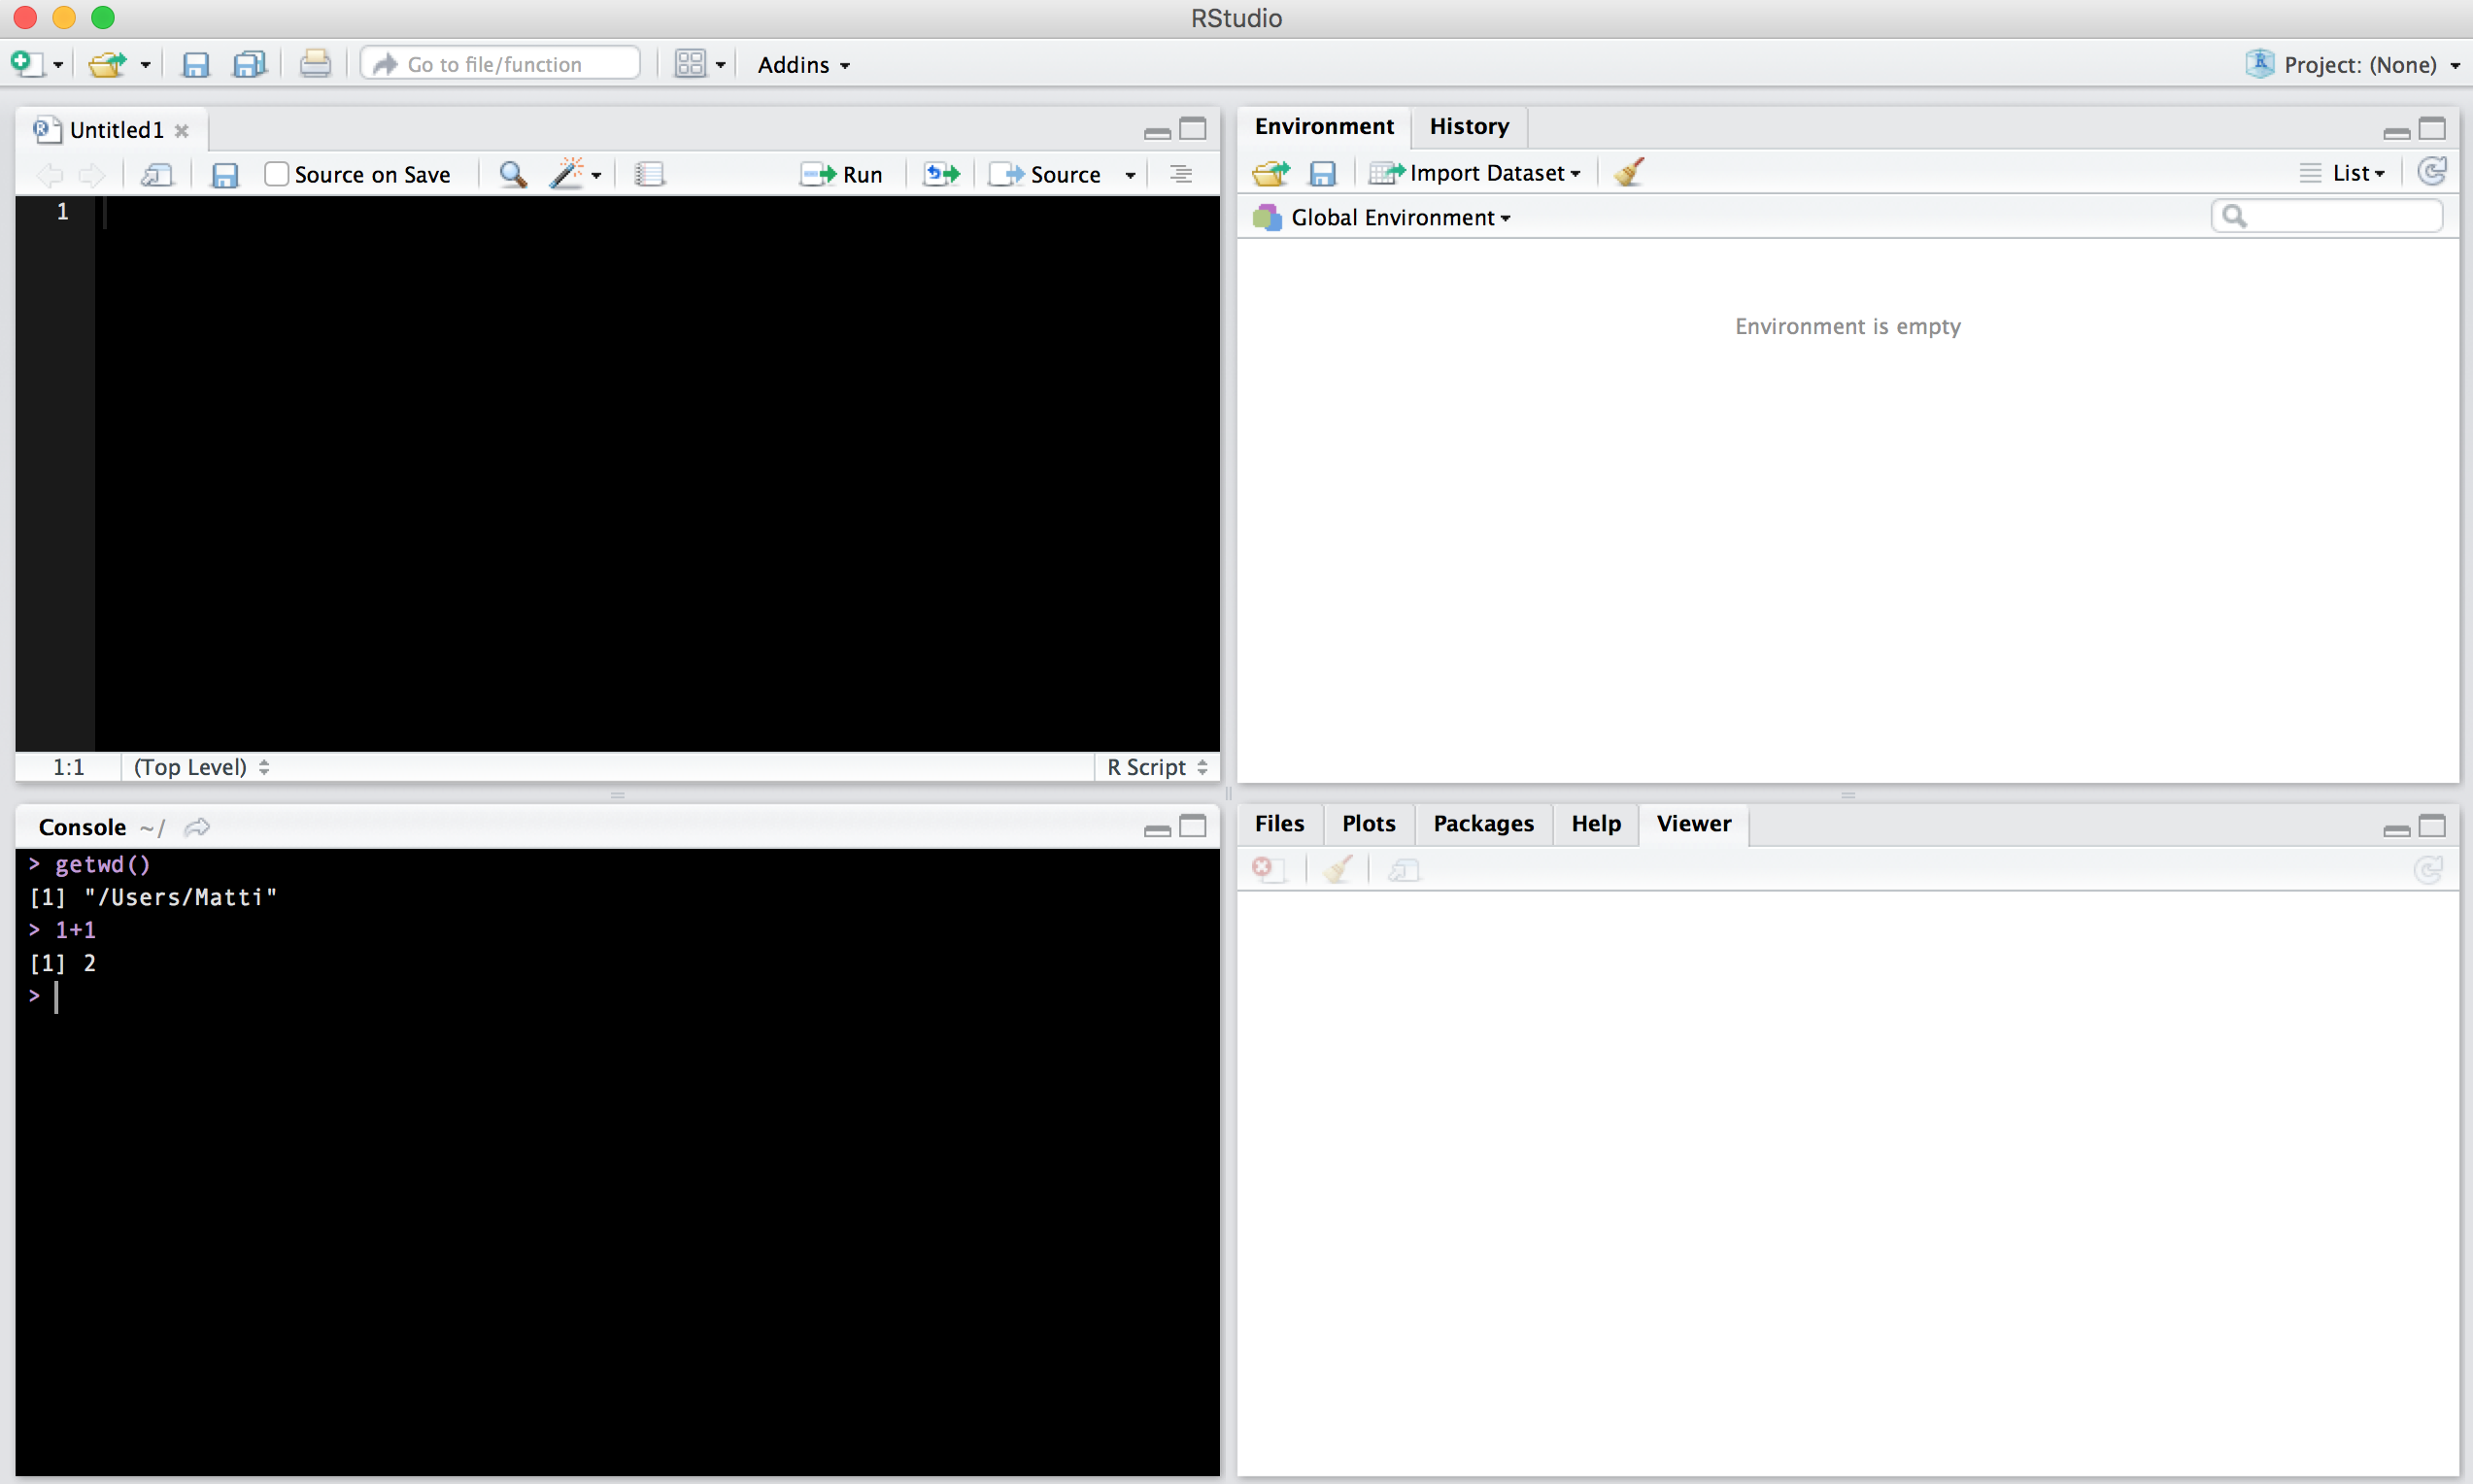 RStudio
Go to file/function
Addins
Project: (None)
Untitled1
Source on Save
Run
Source
1
1:1
(Top Level)
R Script
Environment
History
Import Dataset
List
Global Environment
Environment is empty
Console ~/
> getwd()
[1] "/Users/Matti"
> 1+1
[1] 2
>
Files
Plots
Packages
Help
Viewer